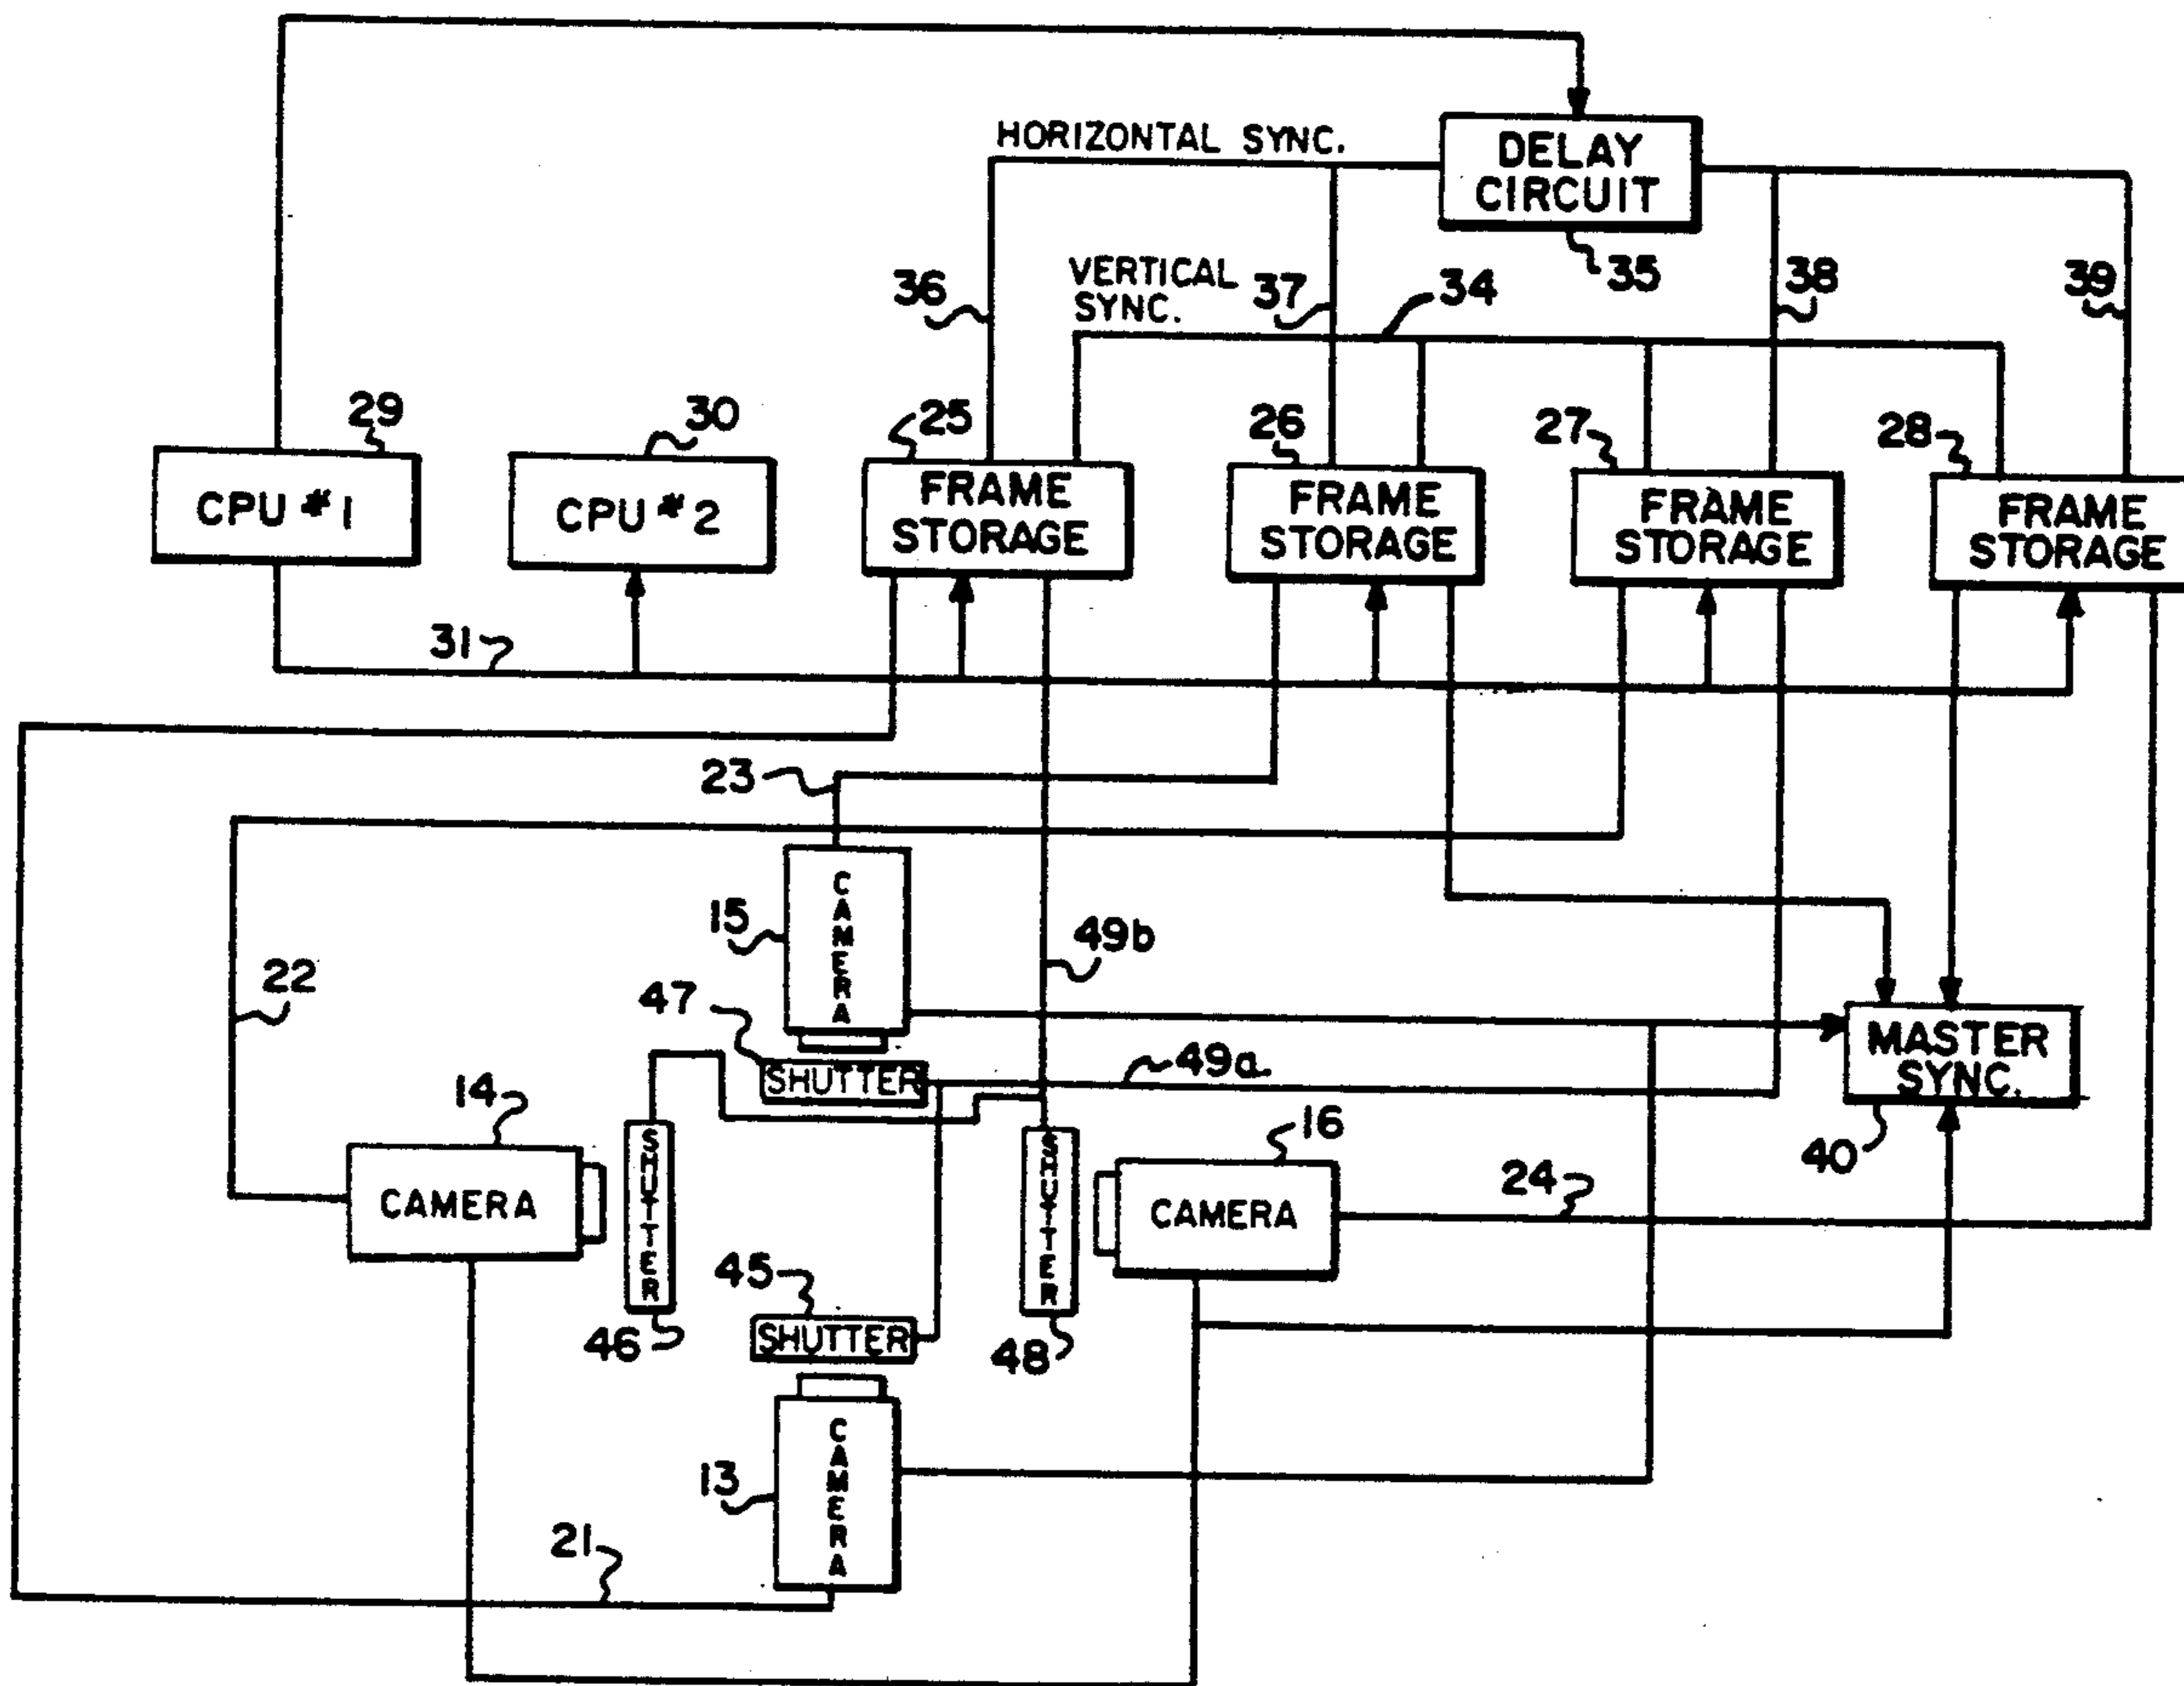 HORIZONTAL SYNC.
DELAY
CIRCUIT
35
36
VERTICAL
SYNC.
37
34
38
39
29
30
25
26
27
28
CPU #1
CPU #2
FRAME
STORAGE
FRAME
STORAGE
FRAME
STORAGE
FRAME
STORAGE
31
23
22
15
CAMERA
49b
47
SHUTTER
49a
MASTER
SYNC.
40
14
CAMERA
SHUTTER
46
SHUTTER
48
16
CAMERA
24
45
SHUTTER
13
CAMERA
21